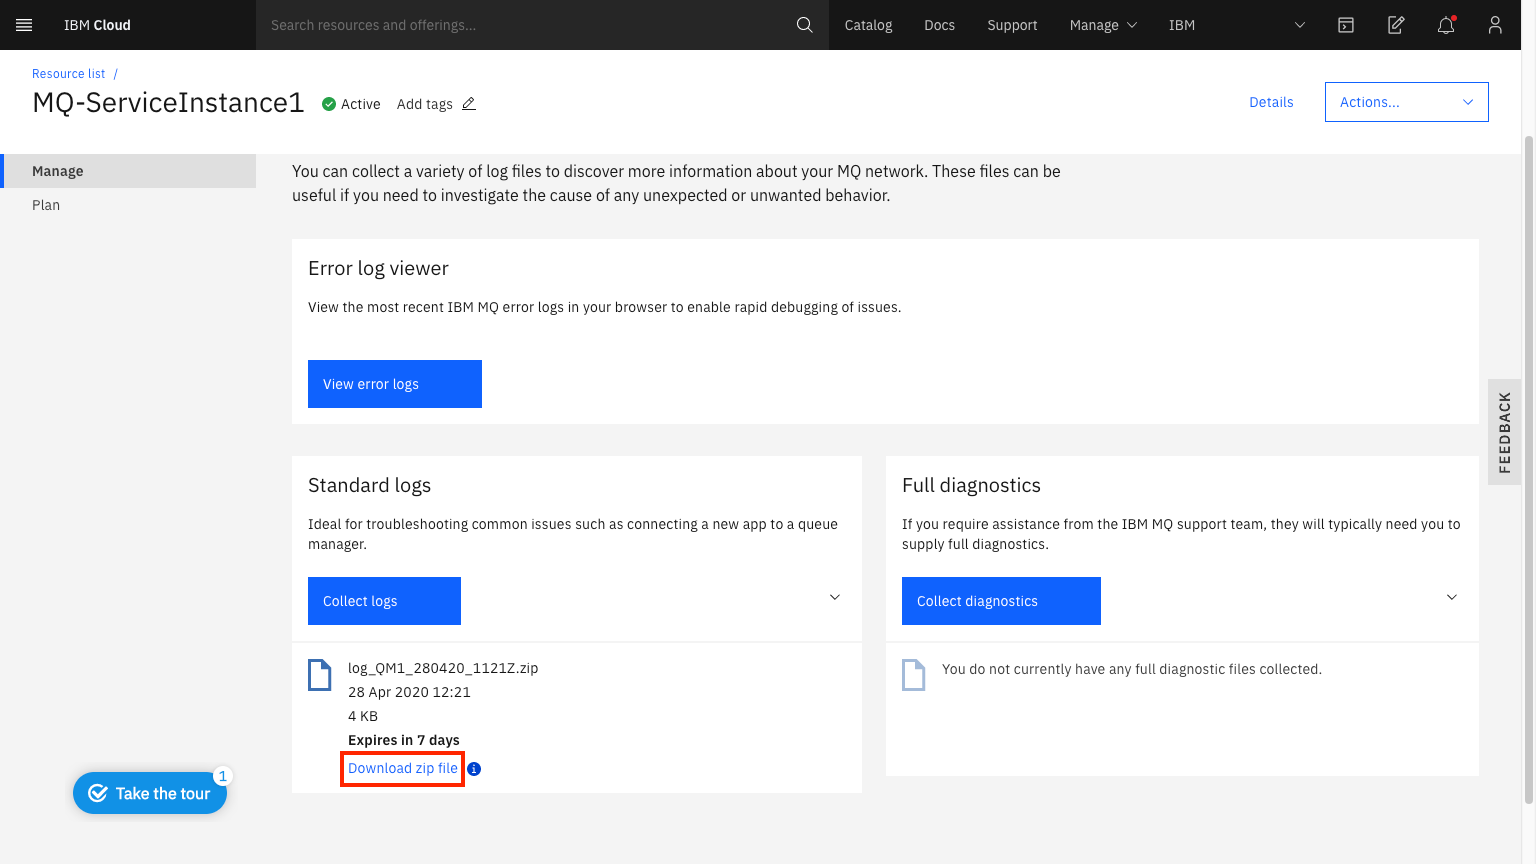 IBM Cloud
Search resources and offerings...
Catalog
Docs
Support
Manage
IBM
Resource list /
MQ-ServiceInstance1
Active
Add tags
Details
Actions...
Manage
Plan
You can collect a variety of log files to discover more information about your MQ network. These files can be
useful if you need to investigate the cause of any unexpected or unwanted behavior.
Error log viewer
View the most recent IBM MQ error logs in your browser to enable rapid debugging of issues.
View error logs
FEEDBACK
Standard logs
Ideal for troubleshooting common issues such as connecting a new app to a queue
manager.
Collect logs
log_QM1_280420_1121Z.zip
28 Apr 2020 12:21
4 KB
Expires in 7 days
Download zip file
i
Full diagnostics
If you require assistance from the IBM MQ support team, they will typically need you to
supply full diagnostics.
Collect diagnostics
You do not currently have any full diagnostic files collected.
Take the tour
1